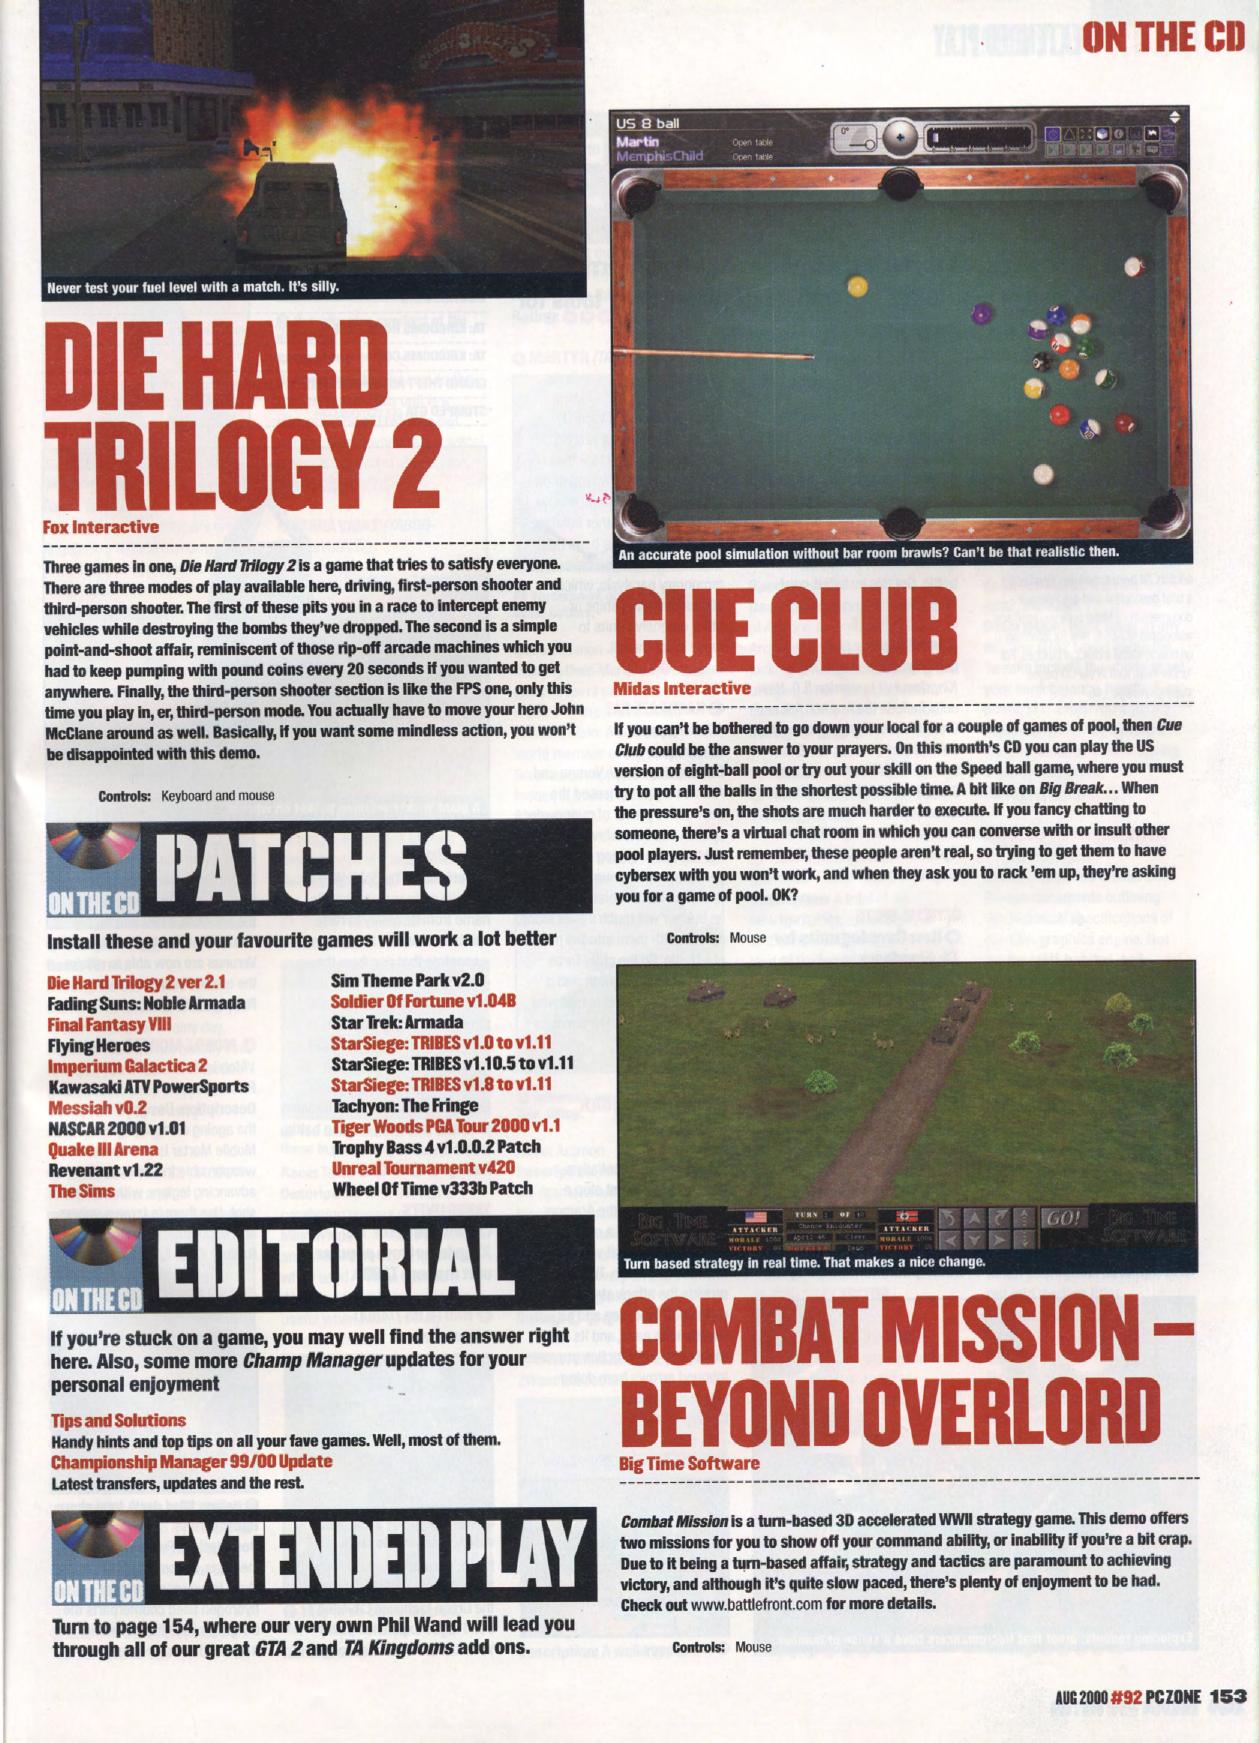 ON THE CD
Never test your fuel level with a match. It's silly.
DIE HARD
TRILOGY 2
Fox Interactive
Three games in one, Die Hard Trilogy 2 is a game that tries to satisfy everyone.
There are three modes of play available here, driving, first-person shooter and
third-person shooter. The first of these pits you in a race to intercept enemy
vehicles while destroying the bombs they've dropped. The second is a simple
point-and-shoot affair, reminiscent of those rip-off arcade machines which you
had to keep pumping with pound coins every 20 seconds if you wanted to get
anywhere. Finally, the third-person shooter section is like the FPS one, only this
time you play in, er, third-person mode. You actually have to move your hero John
McClane around as well. Basically, if you want some mindless action, you won't
be disappointed with this demo.
Controls: Keyboard and mouse
ON THE CD
PATCHES
Install these and your favourite games will work a lot better
Die Hard Trilogy 2 ver 2.1
Fading Suns: Noble Armada
Final Fantasy VIII
Flying Heroes
Imperium Galactica 2
Kawasaki ATV PowerSports
Messiah v0.2
NASCAR 2000 v1.01
Quake III Arena
Revenant v1.22
The Sims
Sim Theme Park v2.0
Soldier Of Fortune v1.04B
Star Trek: Armada
StarSiege: TRIBES v1.0 to v1.11
StarSiege: TRIBES v1.10.5 to v1.11
StarSiege: TRIBES v1.8 to v1.11
Tachyon: The Fringe
Tiger Woods PGA Tour 2000 v1.1
Trophy Bass 4 v1.0.0.2 Patch
Unreal Tournament v420
Wheel Of Time v333b Patch
ON THE CD
EDITORIAL
If you're stuck on a game, you may well find the answer right
here. Also, some more Champ Manager updates for your
personal enjoyment
Tips and Solutions
Handy hints and top tips on all your fave games. Well, most of them.
Championship Manager 99/00 Update
Latest transfers, updates and the rest.
ON THE CD
EXTENDED PLAY
Turn to page 154, where our very own Phil Wand will lead you
through all of our great GTA 2 and TA Kingdoms add ons.
US 8 ball
Martin Open table
MemphisChild Open table
0°
An accurate pool simulation without bar room brawls? Can't be that realistic then.
CUE CLUB
Midas Interactive
If you can't be bothered to go down your local for a couple of games of pool, then Cue
Club could be the answer to your prayers. On this month's CD you can play the US
version of eight-ball pool or try out your skill on the Speed ball game, where you must
try to pot all the balls in the shortest possible time. A bit like on Big Break... When
the pressure's on, the shots are much harder to execute. If you fancy chatting to
someone, there's a virtual chat room in which you can converse with or insult other
pool players. Just remember, these people aren't real, so trying to get them to have
cybersex with you won't work, and when they ask you to rack 'em up, they're asking
you for a game of pool. OK?
Controls: Mouse
BIG TIME
SOFTWARE
ATTACKER
MORALE
VICTORY
TURN OF
Chance Encounter
ATTACKER
MORALE
VICTORY
GO!
BIG TIME
SOFTWARE
Turn based strategy in real time. That makes a nice change.
COMBAT MISSION –
BEYOND OVERLORD
Big Time Software
Combat Mission is a turn-based 3D accelerated WWII strategy game. This demo offers
two missions for you to show off your command ability, or inability if you're a bit crap.
Due to it being a turn-based affair, strategy and tactics are paramount to achieving
victory, and although it's quite slow paced, there's plenty of enjoyment to be had.
Check out www.battlefront.com for more details.
Controls: Mouse
AUG 2000 #92 PC ZONE 153